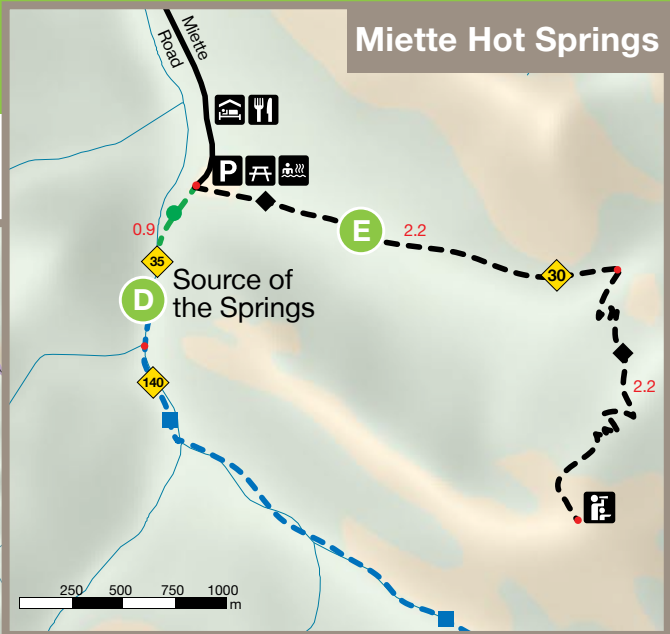 Miette Hot Springs
Miette
Road
P
0.9
E
2.2
35
D
Source of
the Springs
30
140
2.2
250 500 750 1000
m